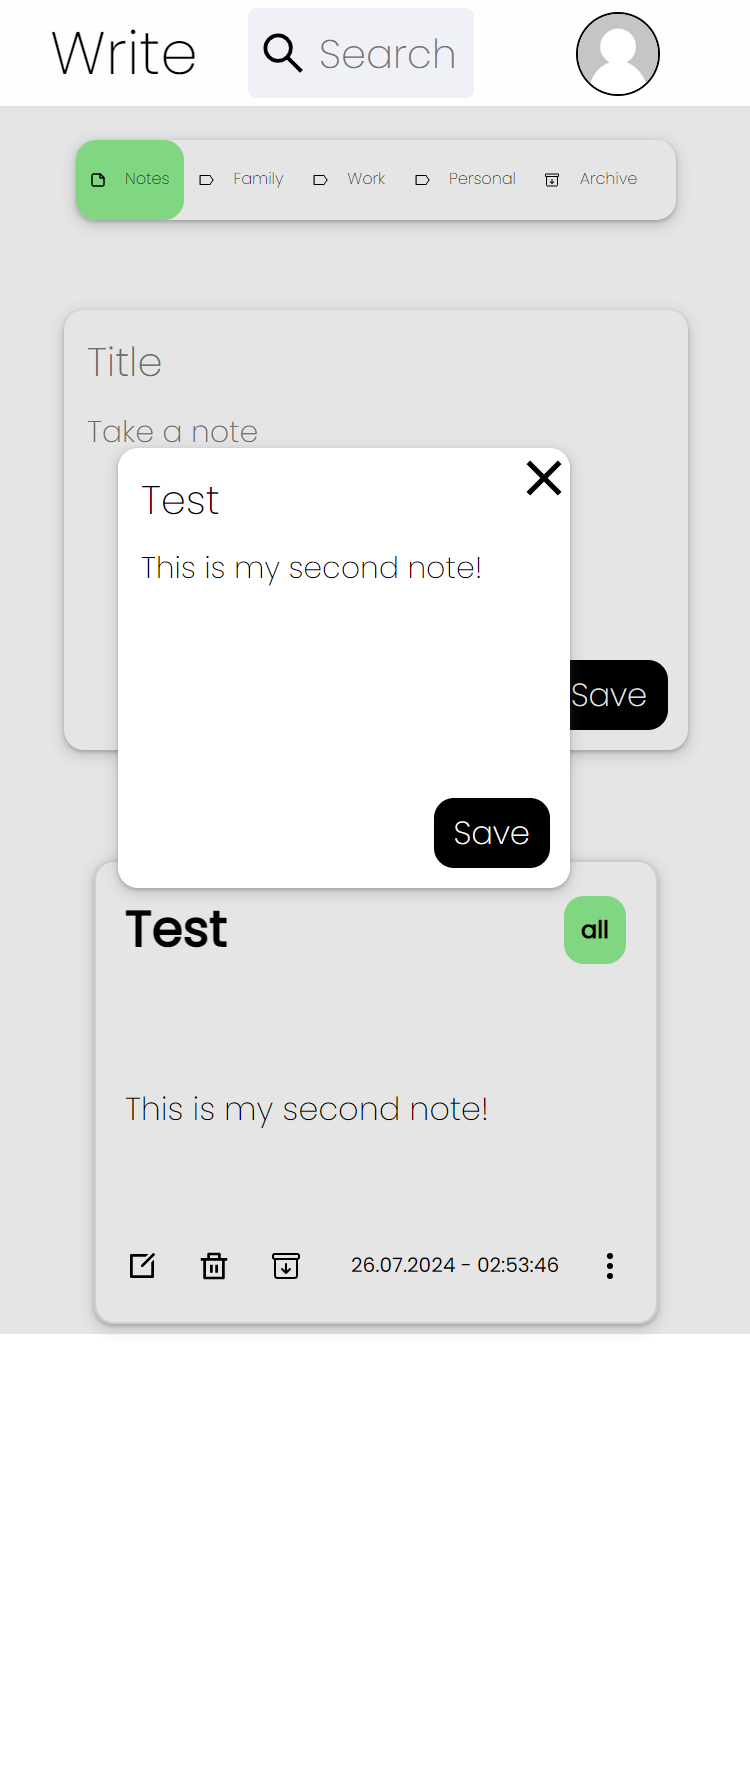 Write
Search
Notes Family Work Personal Archive
Title
Take a note
Test
This is my second note!
Save
Save
Test
all
This is my second note!
26.07.2024 - 02:53:46